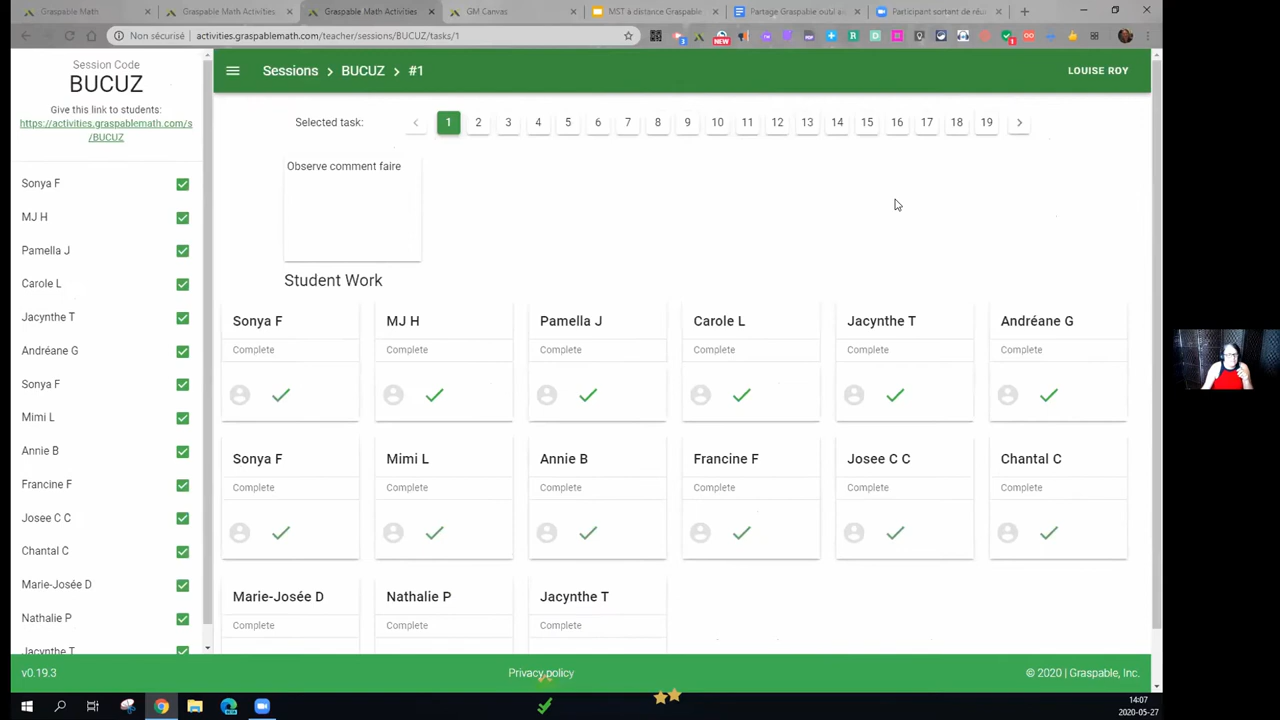 Graspable Math
Graspable Math Activities
Graspable Math Activities
GM Canvas
MST à distance Graspable
Partage Graspable outil
Participant sortant de
Non sécurisé
activities.graspablemath.com/teacher/sessions/BUCUZ/tasks/1
NEW
Session Code
BUCUZ
Give this link to students:
https://activities.graspablemath.com/s
/BUCUZ
Sonya F
MJ H
Pamella J
Carole L
Jacynthe T
Andréane G
Sonya F
Mimi L
Annie B
Francine F
Josee C C
Chantal C
Marie-Josée D
Nathalie P
Jacynthe T
Sessions > BUCUZ > #1
LOUISE ROY
Selected task: < 1 2 3 4 5 6 7 8 9 10 11 12 13 14 15 16 17 18 19 >
Observe comment faire
Student Work
Sonya F MJ H Pamella J Carole L Jacynthe T Andréane G
Complete Complete Complete Complete Complete Complete
Sonya F Mimi L Annie B Francine F Josee C C Chantal C
Complete Complete Complete Complete Complete Complete
Marie-Josée D Nathalie P Jacynthe T
Complete Complete Complete
v0.19.3
Privacy policy
© 2020 | Graspable, Inc.
14:07
2020-05-27